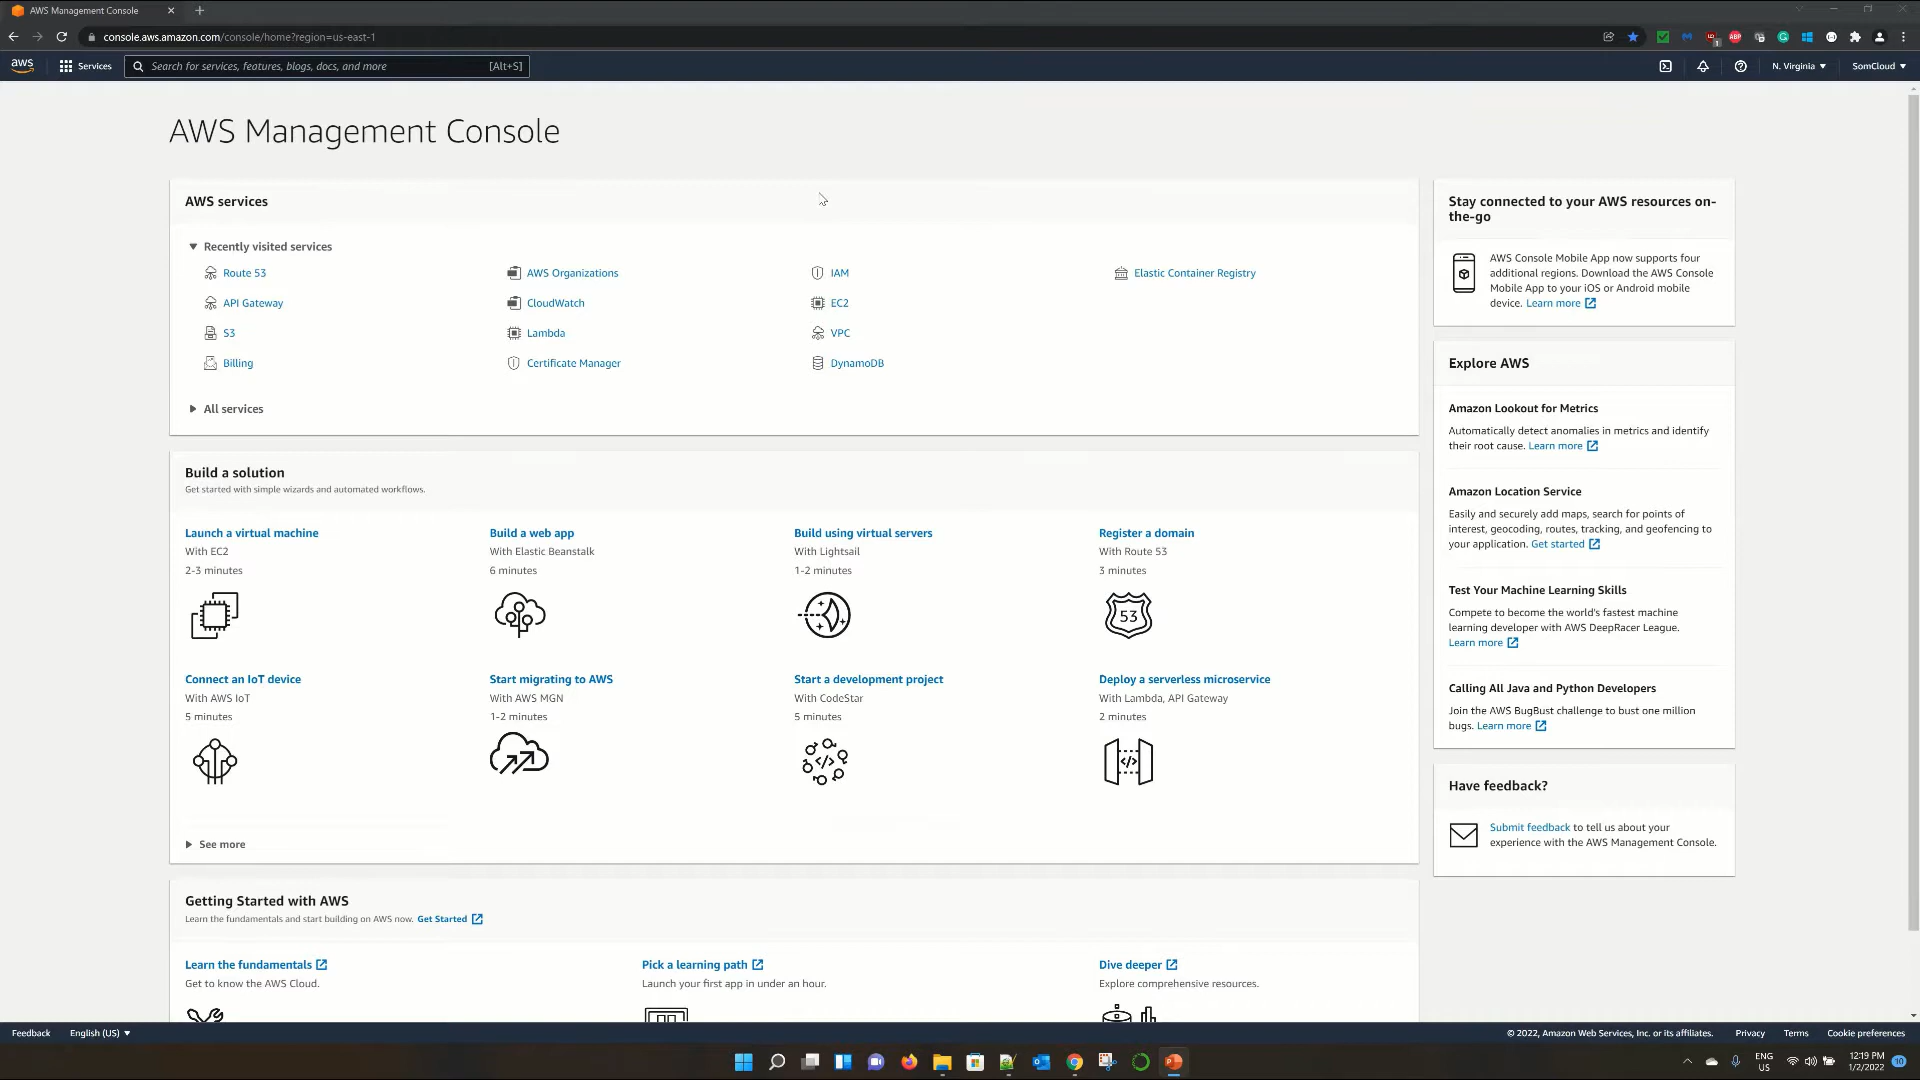 AWS Management Console
console.aws.amazon.com/console/home?region=us-east-1
aws
Services
Search for services, features, blogs, docs, and more
[Alt+S]
N. Virginia
SomCloud
AWS Management Console
AWS services
Recently visited services
Route 53
AWS Organizations
IAM
Elastic Container Registry
API Gateway
CloudWatch
EC2
S3
Lambda
VPC
Billing
Certificate Manager
DynamoDB
All services
Build a solution
Get started with simple wizards and automated workflows.
Launch a virtual machine
With EC2
2-3 minutes
Build a web app
With Elastic Beanstalk
6 minutes
Build using virtual servers
With Lightsail
1-2 minutes
Register a domain
With Route 53
3 minutes
53
Connect an IoT device
With AWS IoT
5 minutes
Start migrating to AWS
With AWS MGN
1-2 minutes
Start a development project
With CodeStar
5 minutes
Deploy a serverless microservice
With Lambda, API Gateway
2 minutes
See more
Getting Started with AWS
Learn the fundamentals and start building on AWS now. Get Started
Learn the fundamentals
Get to know the AWS Cloud.
Pick a learning path
Launch your first app in under an hour.
Dive deeper
Explore comprehensive resources.
Stay connected to your AWS resources on-
the-go
AWS Console Mobile App now supports four
additional regions. Download the AWS Console
Mobile App to your iOS or Android mobile
device. Learn more
Explore AWS
Amazon Lookout for Metrics
Automatically detect anomalies in metrics and identify
their root cause. Learn more
Amazon Location Service
Easily and securely add maps, search for points of
interest, geocoding, routes, tracking, and geofencing to
your application. Get started
Test Your Machine Learning Skills
Compete to become the world's fastest machine
learning developer with AWS DeepRacer League.
Learn more
Calling All Java and Python Developers
Join the AWS BugBust challenge to bust one million
bugs. Learn more
Have feedback?
Submit feedback to tell us about your
experience with the AWS Management Console.
Feedback
English (US)
© 2022, Amazon Web Services, Inc. or its affiliates.
Privacy
Terms
Cookie preferences
ENG
US
12:19 PM
1/2/2022
10